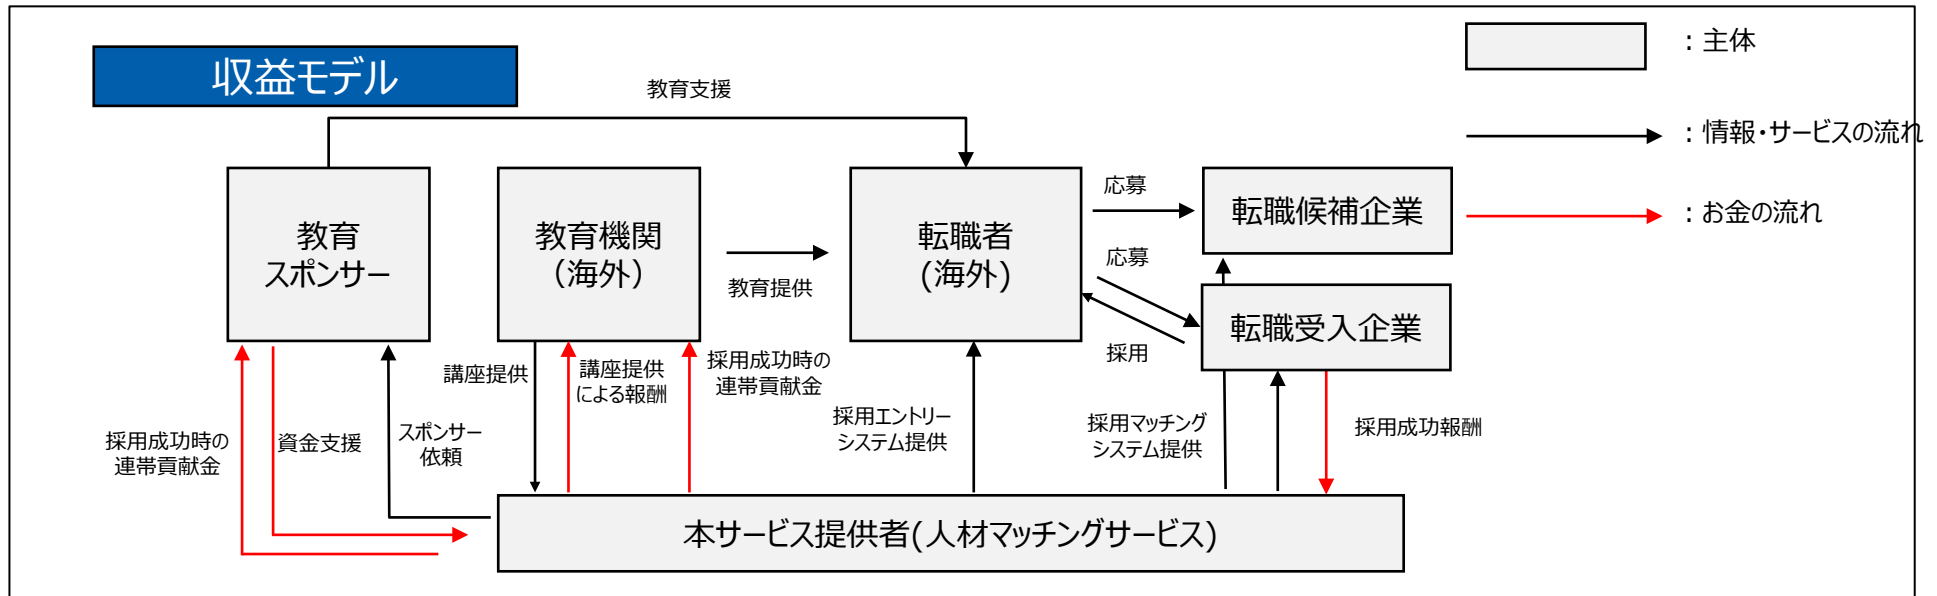 収益モデル
教育支援
：主体
：情報・サービスの流れ
：お金の流れ
教育
スポンサー
教育機関
（海外）
教育提供
転職者
(海外)
応募
応募
採用
転職候補企業
転職受入企業
採用成功時の
連帯貢献金
資金支援
スポンサー
依頼
講座提供
講座提供
による報酬
採用成功時の
連帯貢献金
採用エントリー
システム提供
採用マッチング
システム提供
採用成功報酬
本サービス提供者(人材マッチングサービス)